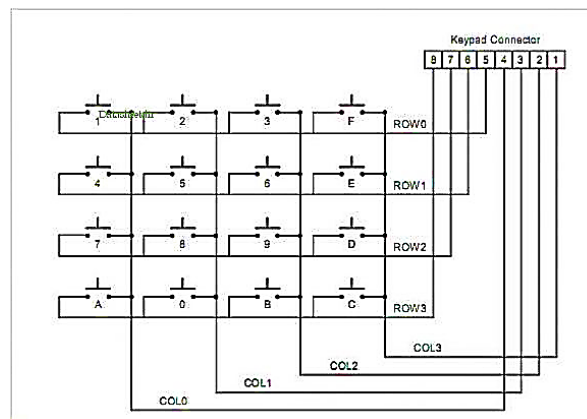 Keypad Connector
8 7 6 5 4 3 2 1
1 2 3 F
ROW0
4 5 6 E
ROW1
7 8 9 D
ROW2
A 0 B C
ROW3
COL3
COL2
COL1
COL0